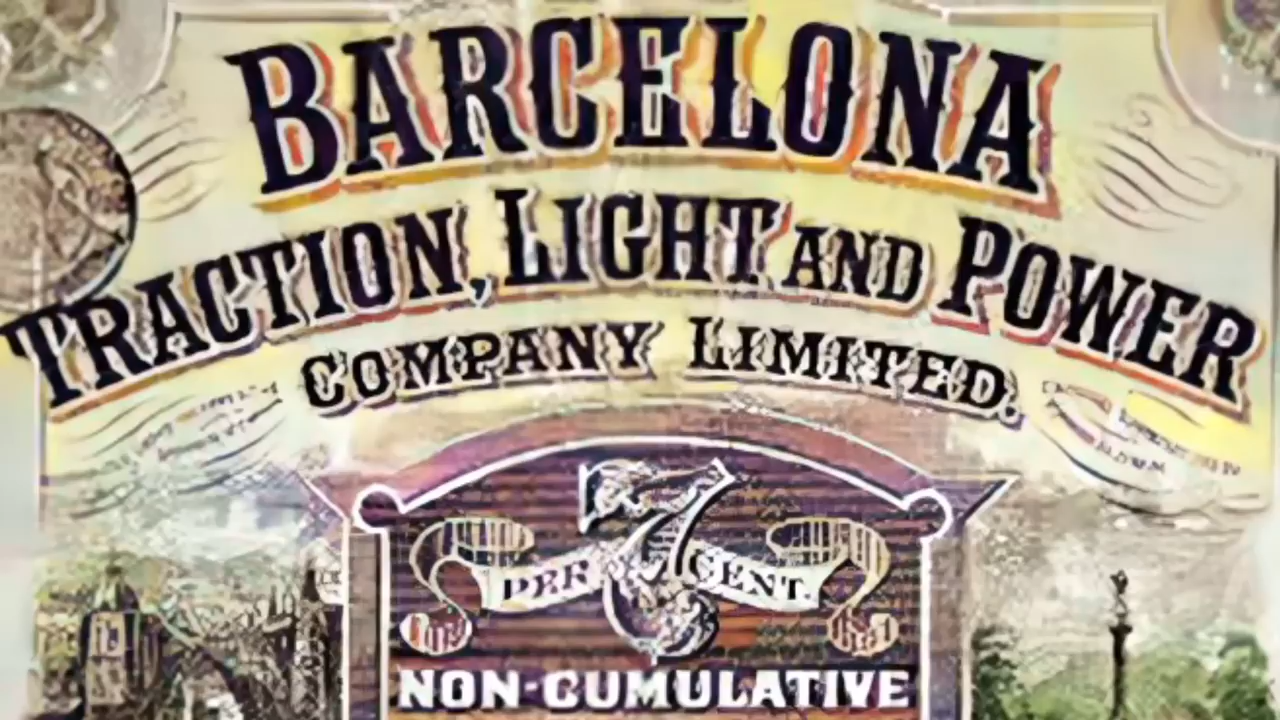 BARCELONA
TRACTION, LIGHT AND POWER
COMPANY LIMITED.
7
PER CENT.
NON-CUMULATIVE